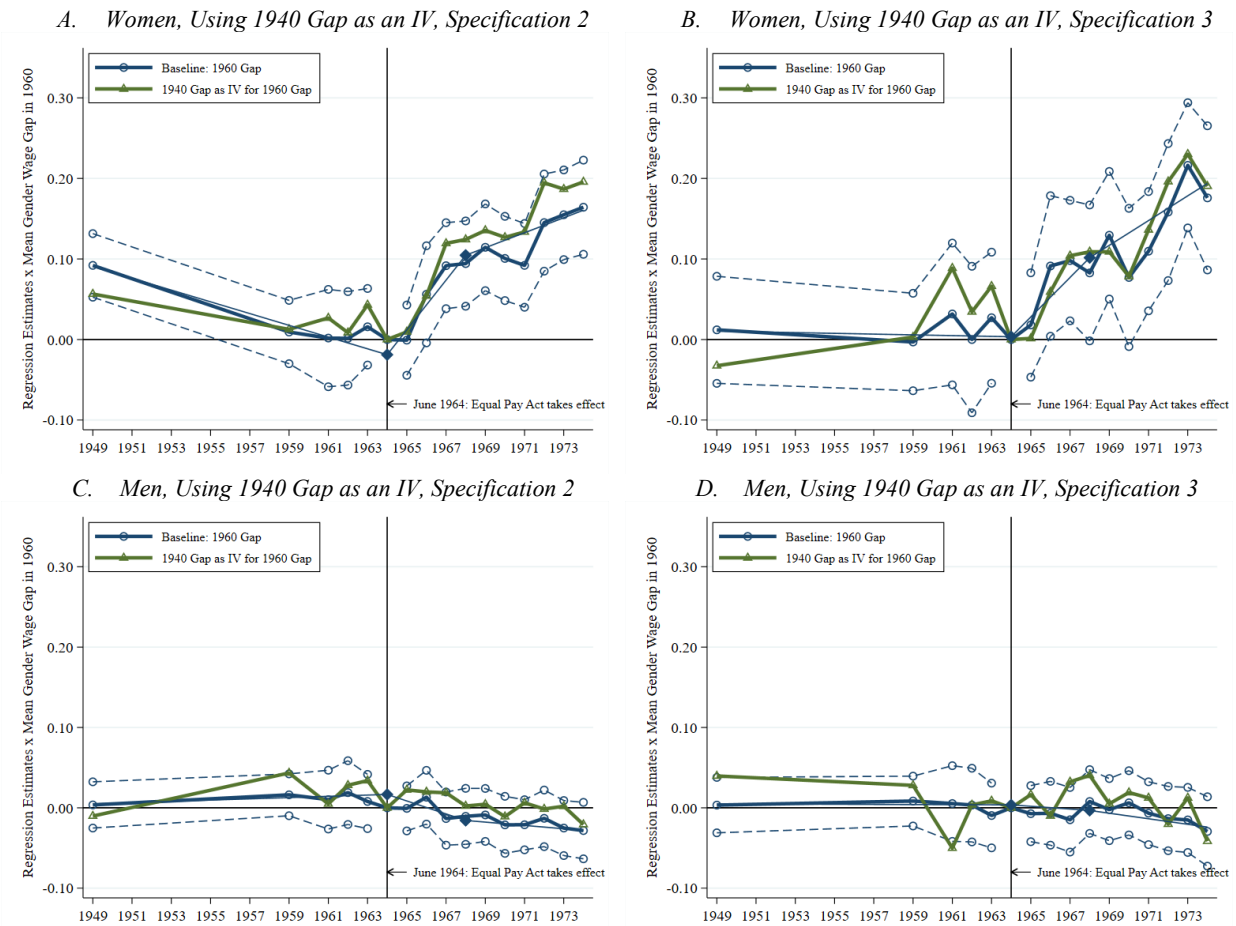 A. Women, Using 1940 Gap as an IV, Specification 2
Regression Estimates x Mean Gender Wage Gap in 1960
Baseline: 1960 Gap
1940 Gap as IV for 1960 Gap
0.30
0.20
0.10
0.00
-0.10
June 1964: Equal Pay Act takes effect
1949 1951 1953 1955 1957 1959 1961 1963 1965 1967 1969 1971 1973
B. Women, Using 1940 Gap as an IV, Specification 3
Regression Estimates x Mean Gender Wage Gap in 1960
Baseline: 1960 Gap
1940 Gap as IV for 1960 Gap
0.30
0.20
0.10
0.00
-0.10
June 1964: Equal Pay Act takes effect
1949 1951 1953 1955 1957 1959 1961 1963 1965 1967 1969 1971 1973
C. Men, Using 1940 Gap as an IV, Specification 2
Regression Estimates x Mean Gender Wage Gap in 1960
Baseline: 1960 Gap
1940 Gap as IV for 1960 Gap
0.30
0.20
0.10
0.00
-0.10
June 1964: Equal Pay Act takes effect
1949 1951 1953 1955 1957 1959 1961 1963 1965 1967 1969 1971 1973
D. Men, Using 1940 Gap as an IV, Specification 3
Regression Estimates x Mean Gender Wage Gap in 1960
Baseline: 1960 Gap
1940 Gap as IV for 1960 Gap
0.30
0.20
0.10
0.00
-0.10
June 1964: Equal Pay Act takes effect
1949 1951 1953 1955 1957 1959 1961 1963 1965 1967 1969 1971 1973